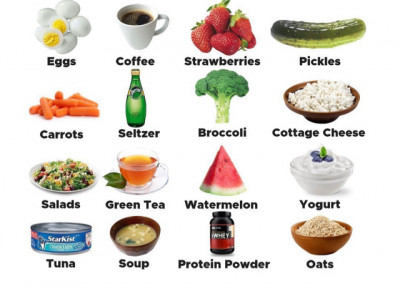 Eggs
Coffee
Strawberries
Pickles
Carrots
Seltzer
Broccoli
Cottage Cheese
Salads
Green Tea
Watermelon
Yogurt
StarKist
WHEY
Tuna
Soup
Protein Powder
Oats